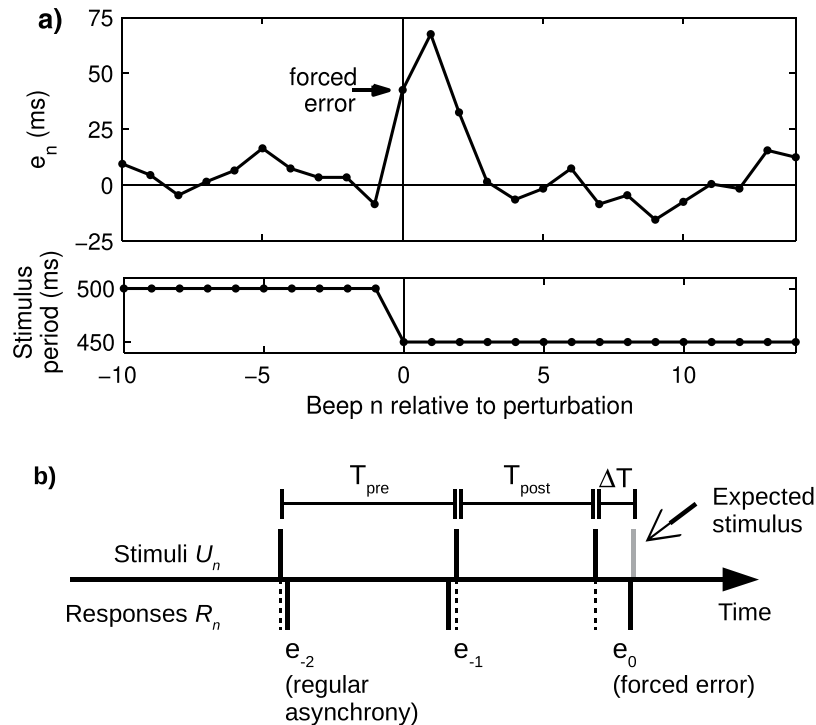 a)
75
50
25
0
−25
e_n (ms)
forced
error
Stimulus
period (ms)
500
450
−10
−5
0
5
10
Beep n relative to perturbation
b)
T_pre
T_post
ΔT
Expected
stimulus
Stimuli U_n
Responses R_n
Time
e_-2
(regular
asynchrony)
e_-1
e_0
(forced error)